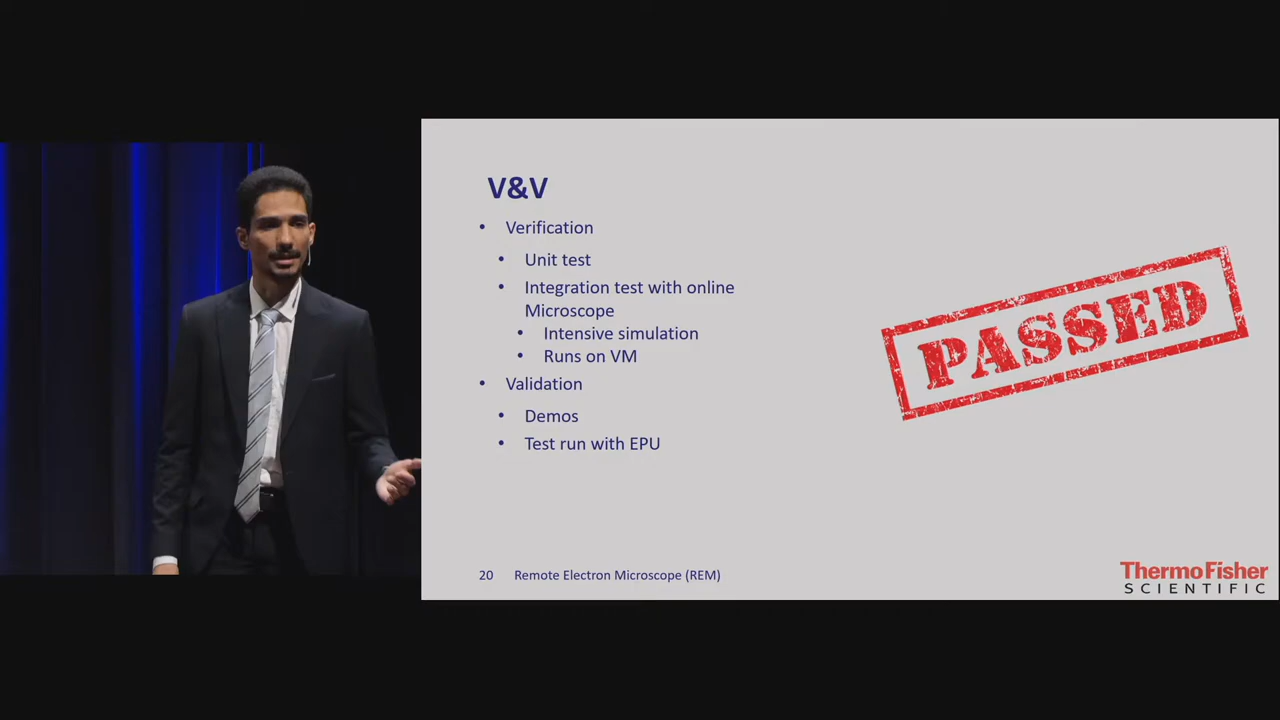 V&V
• Verification
• Unit test
• Integration test with online
Microscope
• Intensive simulation
• Runs on VM
• Validation
• Demos
• Test run with EPU
PASSED
20 Remote Electron Microscope (REM)
ThermoFisher
SCIENTIFIC